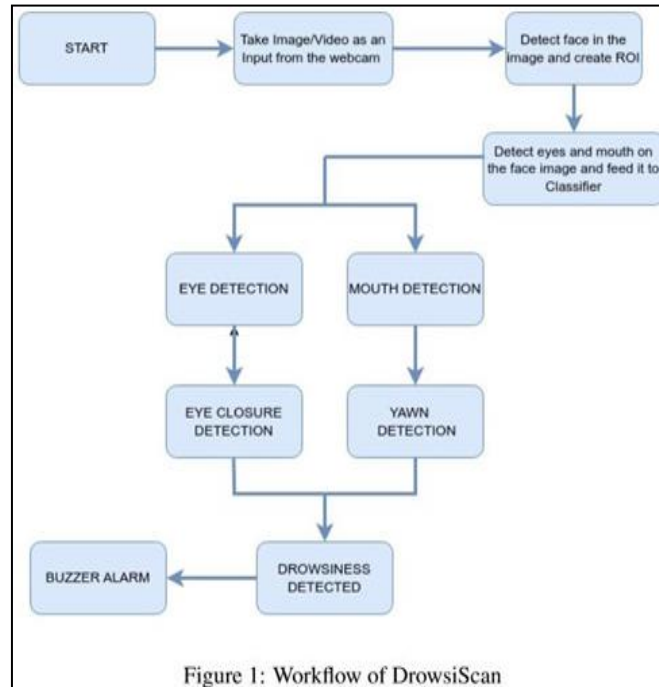 START
Take Image/Video as an
Input from the webcam
Detect face in the
image and create ROI
Detect eyes and mouth on
the face image and feed it to
Classifier
EYE DETECTION
MOUTH DETECTION
EYE CLOSURE
DETECTION
YAWN
DETECTION
BUZZER ALARM
DROWSINESS
DETECTED
Figure 1: Workflow of DrowsiScan